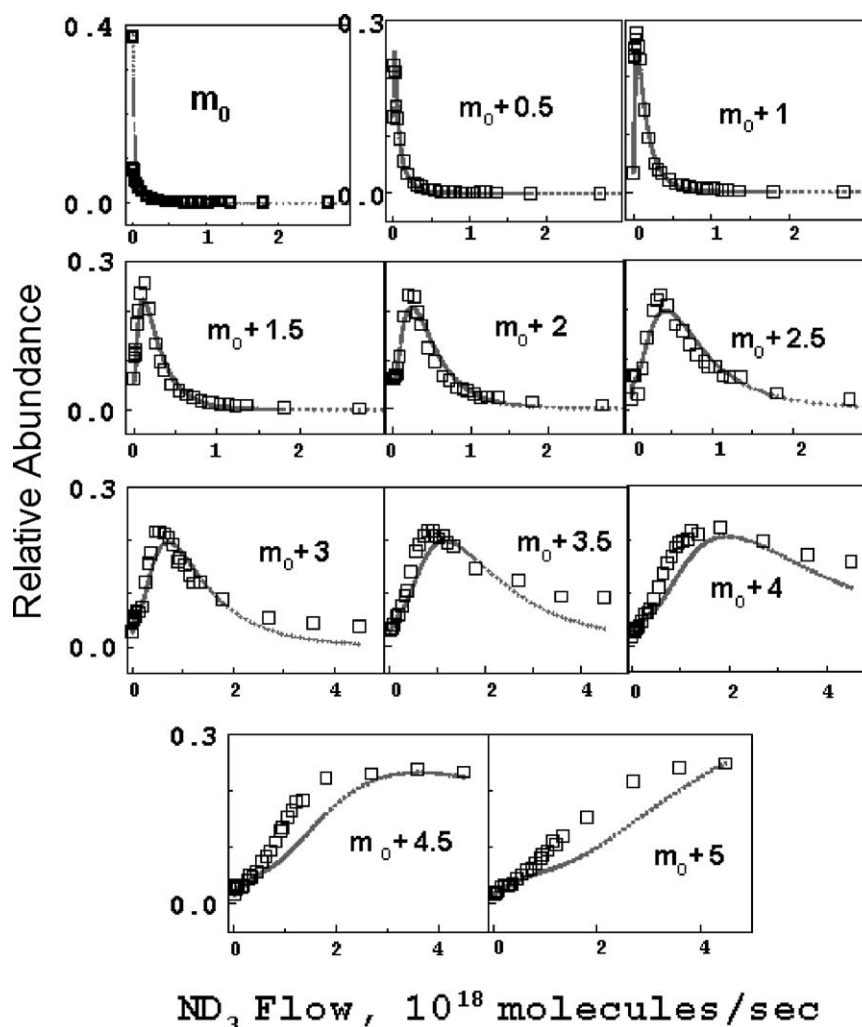 0.4
0.3
m0
m0+ 0.5
m0+ 1
0.0
0.0
0 1 2
0 1 2
0 1 2
0.3
m0+ 1.5
m0+ 2
m0+ 2.5
0.0
0 1 2
0 1 2
0 1 2
Relative Abundance
0.3
m0+ 3
m0+ 3.5
m0+ 4
0.0
0 2 4
0 2 4
0 2 4
0.3
m0+ 4.5
m0+ 5
0.0
0 2 4
0 2 4
ND3 Flow, 10^18 molecules/sec